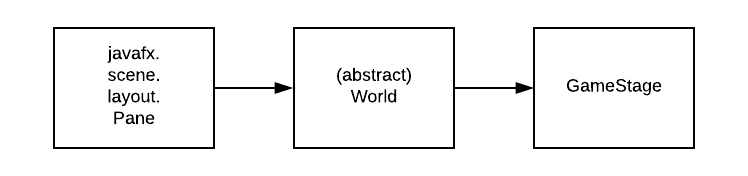 javafx.
scene.
layout.
Pane
(abstract)
World
GameStage